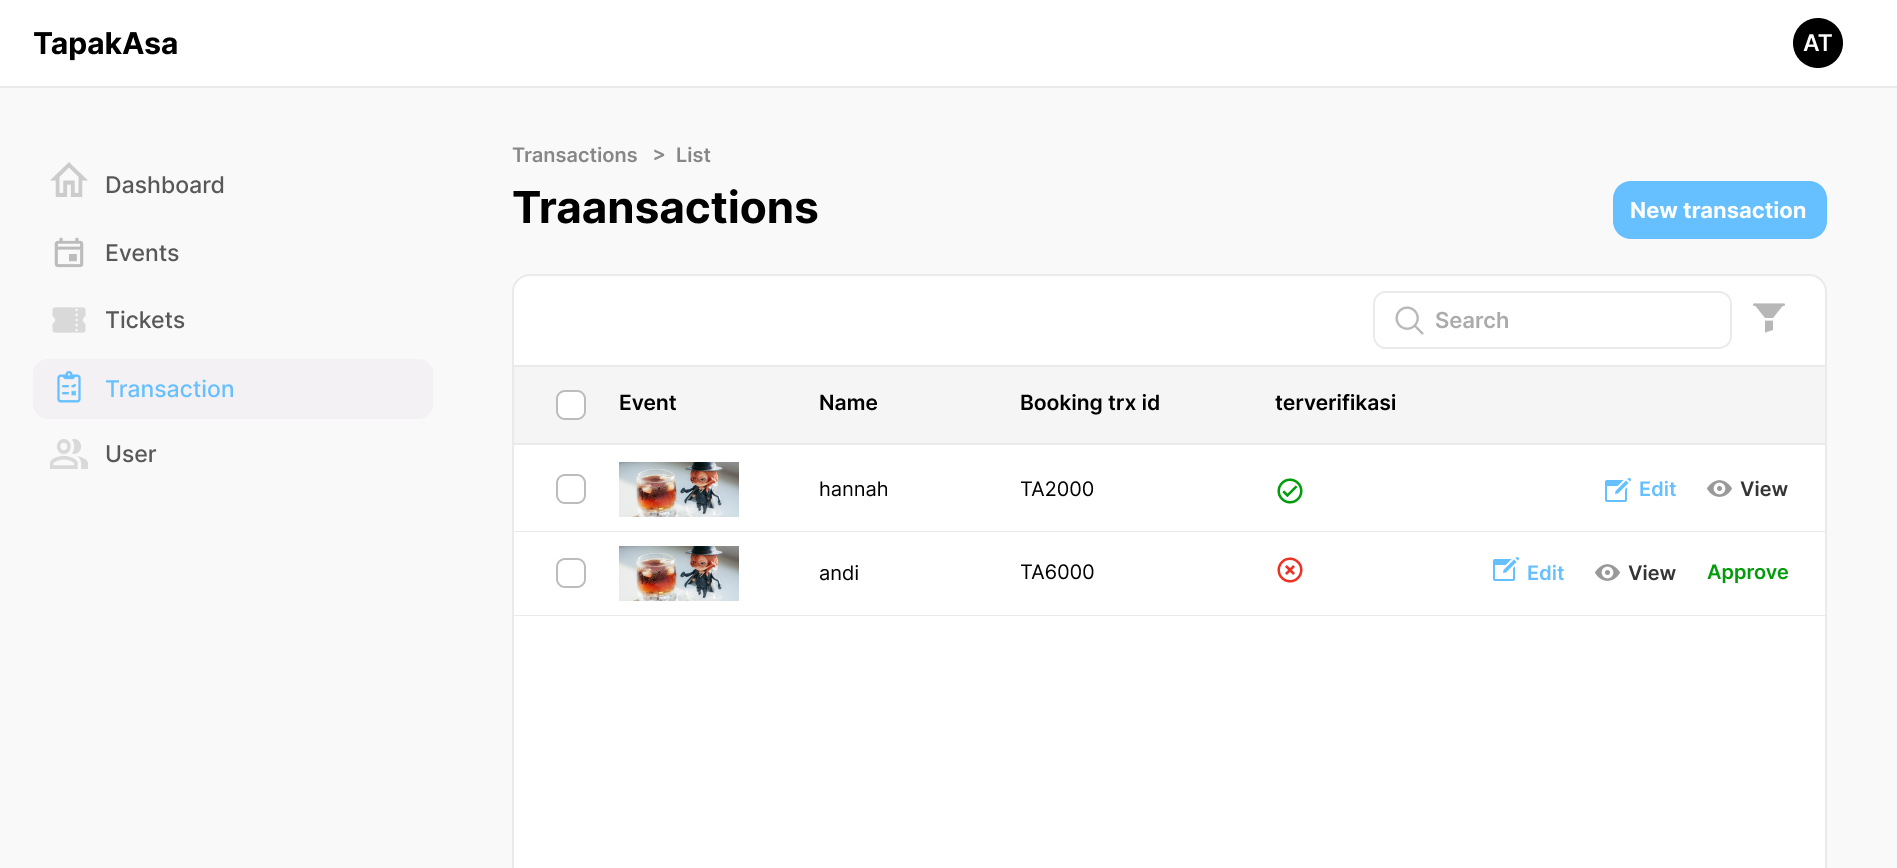 TapakAsa
AT
Dashboard
Events
Tickets
Transaction
User
Transactions > List
Traansactions
New transaction
Search
Event Name Booking trx id terverifikasi
hannah TA2000 Edit View
andi TA6000 Edit View Approve